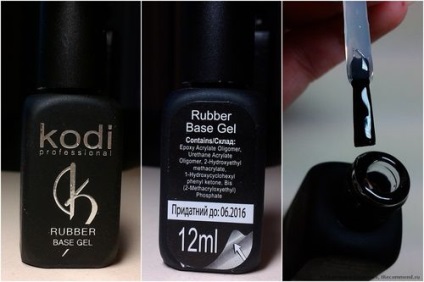 kodi
professional
RUBBER
BASE GEL
Rubber
Base Gel
Contains/Склад:
Epoxy Acrylate Oligomer,
Urethane Acrylate
Oligomer, 2-Hydroxyethyl
methacrylate,
1-Hydroxycyclohexyl
phenyl ketone, Bis
(2-Methacryloxyethyl)
Phosphate
Придатний до: 06.2016
12ml